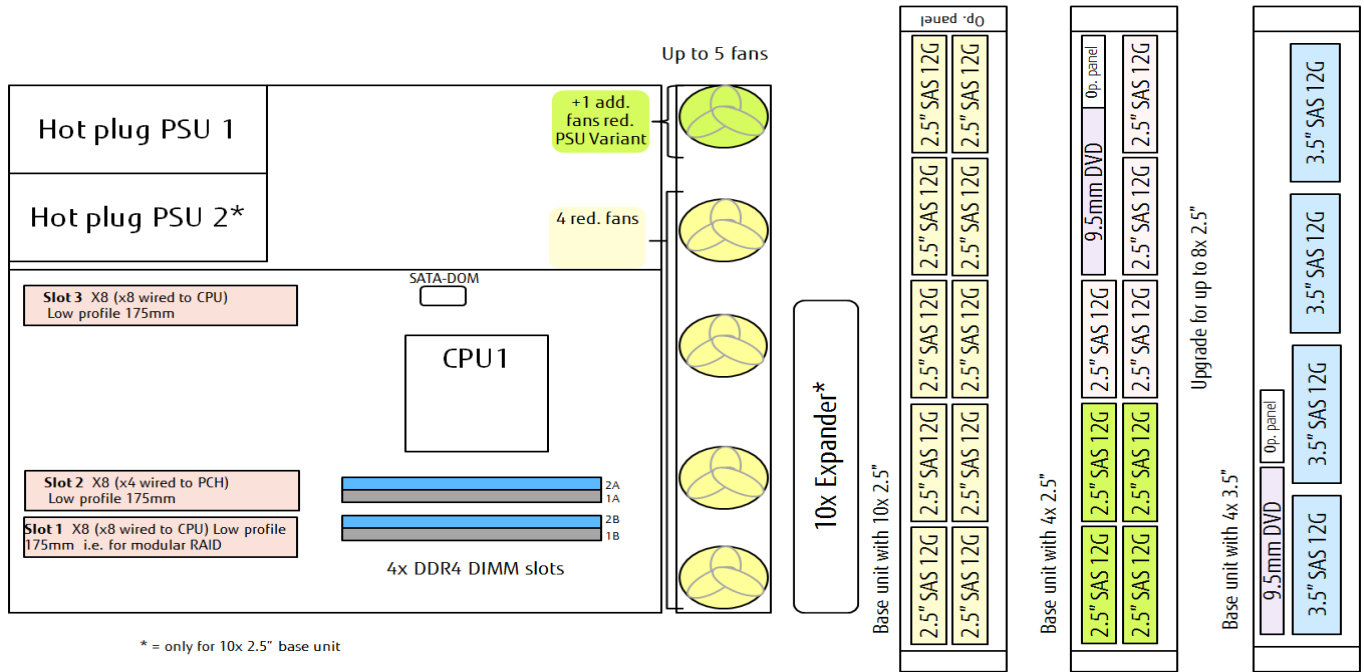 Up to 5 fans
Hot plug PSU 1
Hot plug PSU 2*
+1 add.
fans red.
PSU Variant
4 red. fans
SATA-DOM
Slot 3 X8 (x8 wired to CPU)
Low profile 175mm
CPU1
Slot 2 X8 (x4 wired to PCH)
Low profile 175mm
Slot 1 X8 (x8 wired to CPU) Low profile
175mm i.e. for modular RAID
2A
1A
2B
1B
4x DDR4 DIMM slots
* = only for 10x 2.5" base unit
10x Expander*
Base unit with 10x 2.5"
Op. panel
2.5" SAS 12G
2.5" SAS 12G
2.5" SAS 12G
2.5" SAS 12G
2.5" SAS 12G
2.5" SAS 12G
2.5" SAS 12G
2.5" SAS 12G
2.5" SAS 12G
2.5" SAS 12G
Base unit with 4x 2.5"
Op. panel
9.5mm DVD
2.5" SAS 12G
2.5" SAS 12G
2.5" SAS 12G
2.5" SAS 12G
2.5" SAS 12G
2.5" SAS 12G
2.5" SAS 12G
2.5" SAS 12G
Upgrade for up to 8x 2.5"
Base unit with 4x 3.5"
Op. panel
9.5mm DVD
3.5" SAS 12G
3.5" SAS 12G
3.5" SAS 12G
3.5" SAS 12G